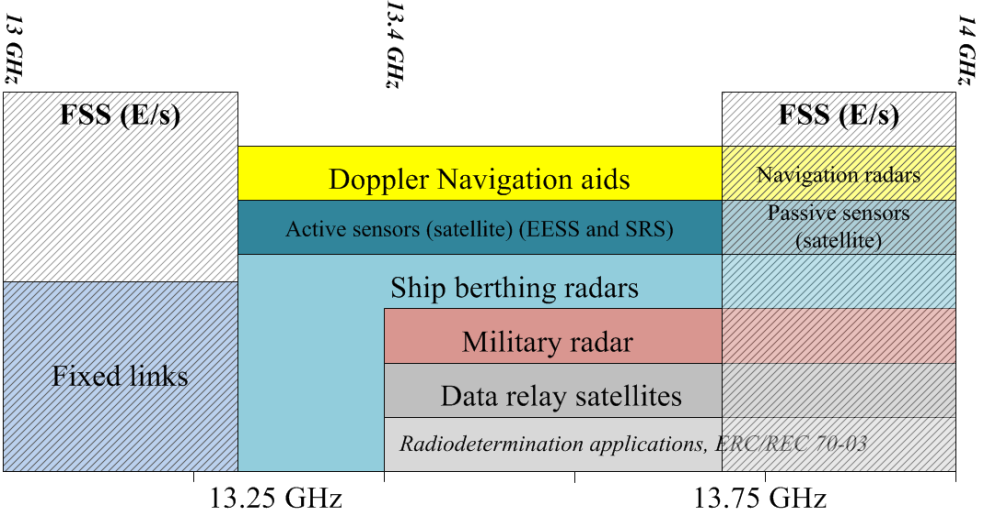 13 GHz
13.4 GHz
14 GHz
FSS (E/s)
FSS (E/s)
Doppler Navigation aids
Navigation radars
Active sensors (satellite) (EESS and SRS)
Passive sensors
(satellite)
Ship berthing radars
Military radar
Fixed links
Data relay satellites
Radiodetermination applications, ERC/REC 70-03
13.25 GHz
13.75 GHz